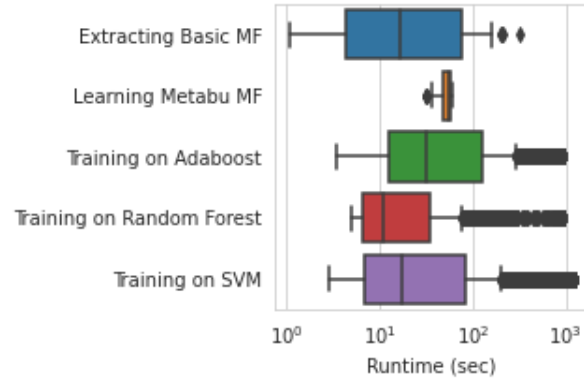 Extracting Basic MF
Learning Metabu MF
Training on Adaboost
Training on Random Forest
Training on SVM
10⁰ 10¹ 10² 10³
Runtime (sec)